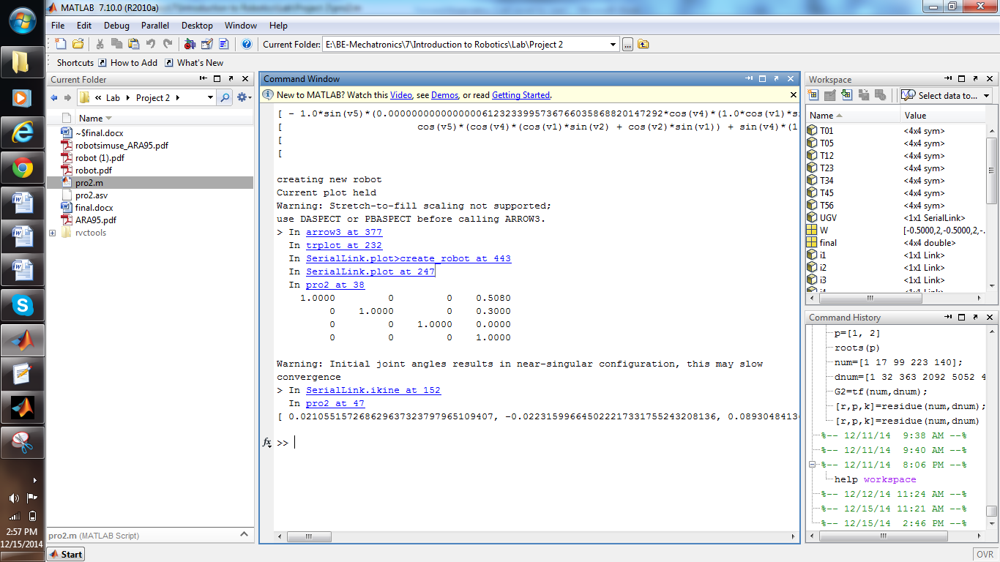 MATLAB 7.10.0 (R2010a)
File Edit Debug Parallel Desktop Window Help
Current Folder: E:\BE-Mechatronics\7\Introduction to Robotics\Lab\Project 2
Shortcuts How to Add What's New
Current Folder
« Lab Project 2
Name
~$final.docx
robotsimuse_ARA95.pdf
robot (1).pdf
robot.pdf
pro2.m
pro2.asv
final.docx
ARA95.pdf
rvctools
pro2.m (MATLAB Script)
Command Window
New to MATLAB? Watch this Video, see Demos, or read Getting Started.
[ - 1.0*sin(v5)*(0.00000000000000006123233995736766035868820147292*cos(v4)*(1.0*cos(v1)*s
[ cos(v5)*(cos(v4)*(cos(v1)*sin(v2) + cos(v2)*sin(v1)) + sin(v4)*(1
[
[
creating new robot
Current plot held
Warning: Stretch-to-fill scaling not supported;
use DASPECT or PBASPECT before calling ARROW3.
> In arrow3 at 377
In trplot at 232
In SerialLink.plot>create_robot at 443
In SerialLink.plot at 247
In pro2 at 38
1.0000 0 0 0.5080
0 1.0000 0 0.3000
0 0 1.0000 0.0000
0 0 0 1.0000
Warning: Initial joint angles results in near-singular configuration, this may slow
convergence
> In SerialLink.ikine at 152
In pro2 at 47
[ 0.021055157268629637323797965109407, -0.022315996645022217331755243208136, 0.0893048413
fx >>
Workspace
Select data to...
Name Value
T01 <4x4 sym>
T05 <4x4 sym>
T12 <4x4 sym>
T23 <4x4 sym>
T34 <4x4 sym>
T45 <4x4 sym>
T56 <4x4 sym>
UGV <1x1 SerialLink>
W [-0.5000,2,-0.5000,2,-.
final <4x4 double>
i1 <1x1 Link>
i2 <1x1 Link>
i3 <1x1 Link>
Command History
p=[1, 2]
roots(p)
num=[1 17 99 223 140];
dnum=[1 32 363 2092 5052 4
G2=tf(num,dnum);
[r,p,k]=residue(num,dnum);
[r,p,k]=residue(num,dnum)
%-- 12/11/14 9:38 AM --%
%-- 12/11/14 9:40 AM --%
%-- 12/11/14 8:06 PM --%
help workspace
%-- 12/12/14 11:24 AM --%
%-- 12/15/14 11:21 AM --%
%-- 12/15/14 2:46 PM --%
2:57 PM
12/15/2014
Start
OVR